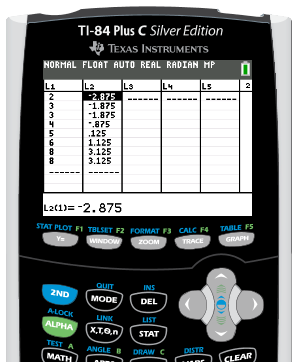 TI-84 Plus C Silver Edition
TEXAS INSTRUMENTS
NORMAL FLOAT AUTO REAL RADIAN MP
L1 L2 L3 L4 L5 2
2 -2.875 ------ ------ ------
3 -1.875
3 -1.875
4 -.875
5 .125
6 1.125
8 3.125
8 3.125
------ ------
L2(1)=-2.875
STAT PLOT F1 TBLSET F2 FORMAT F3 CALC F4 TABLE F5
Y= WINDOW ZOOM TRACE GRAPH
QUIT INS
2ND MODE DEL
A-LOCK LINK LIST
ALPHA X,T,Θ,n STAT
TEST A ANGLE B DRAW C DISTR
MATH CLEAR